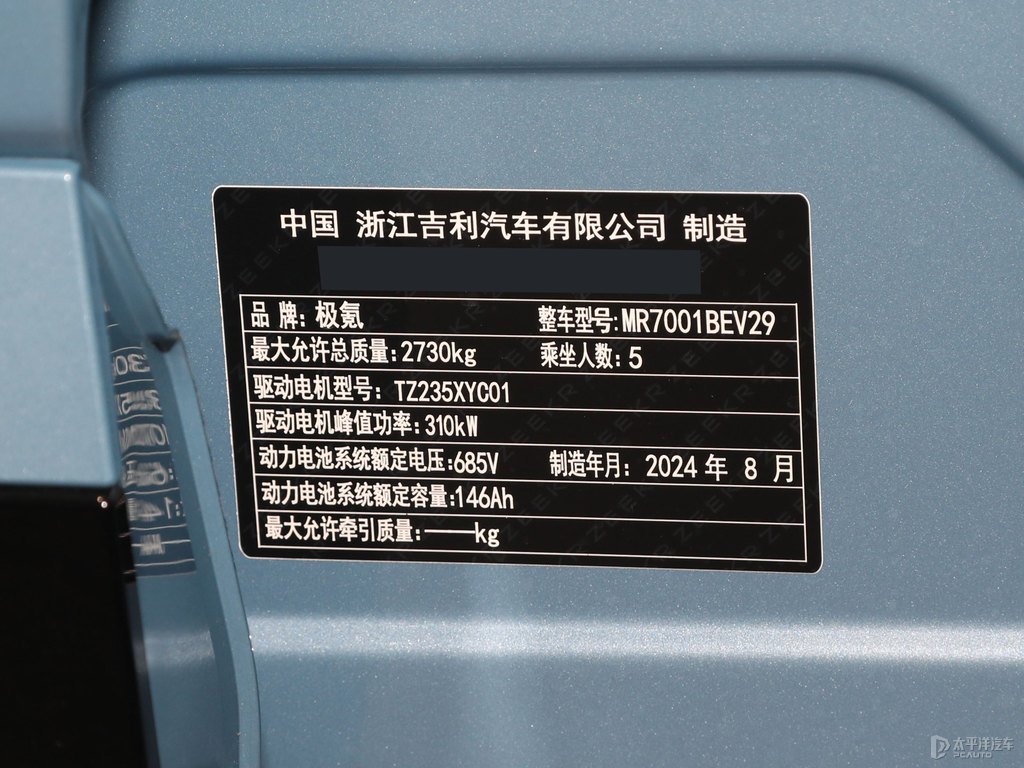 中国 浙江吉利汽车有限公司 制造
品 牌: 极氪 整车型号:MR7001BEV29
最大允许总质量:2730kg 乘坐人数:5
驱动电机型号: TZ235XYC01
驱动电机峰值功率:310kW
动力电池系统额定电压:685V 制造年月: 2024 年 8 月
动力电池系统额定容量:146Ah
最大允许牵引质量:——kg
太平洋汽车
PCAUTO